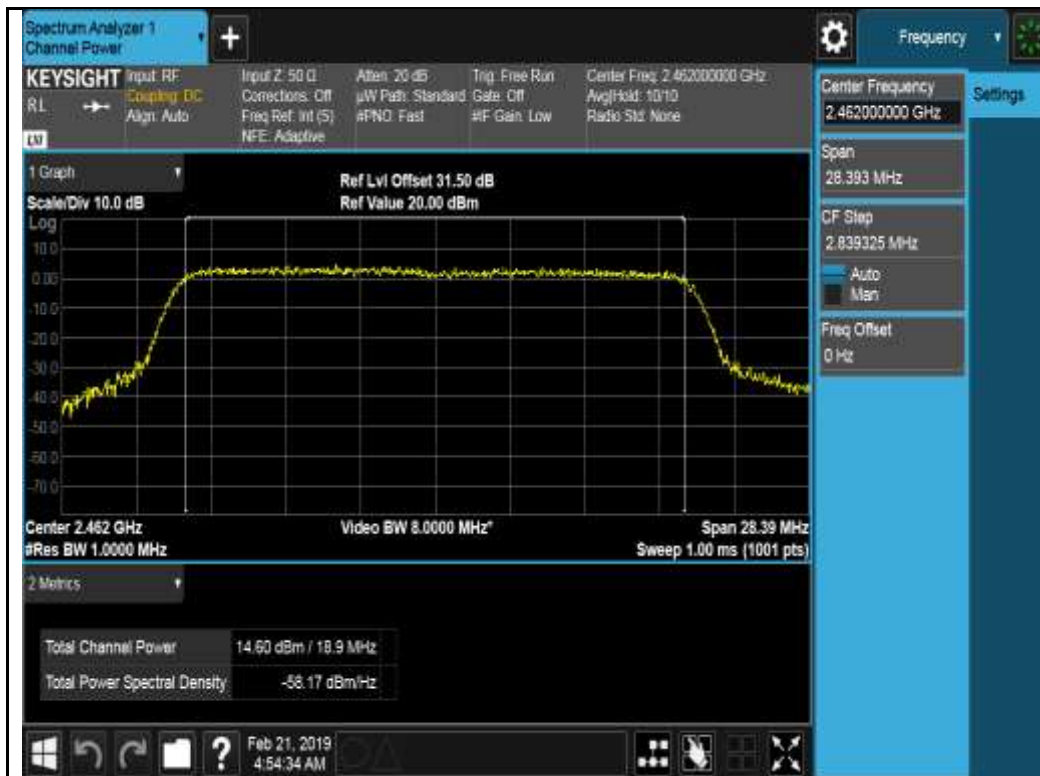 Spectrum Analyzer 1
Channel Power
+
Frequency
KEYSIGHT
R L
Input: RF
Coupling: DC
Align: Auto
Input Z: 50 Ω
Corrections: Off
Freq Ref: Int (S)
NFE: Adaptive
Atten: 20 dB
µW Path: Standard
#PNO: Fast
Trig: Free Run
Gate: Off
#IF Gain: Low
Center Freq: 2.462000000 GHz
Avg|Hold: 10/10
Radio Std: None
1 Graph
Scale/Div 10.0 dB
Ref Lvl Offset 31.50 dB
Ref Value 20.00 dBm
Log
10.0
0.00
-10.0
-20.0
-30.0
-40.0
-50.0
-60.0
-70.0
Center 2.462 GHz
#Res BW 1.0000 MHz
Video BW 8.0000 MHz*
Span 28.39 MHz
Sweep 1.00 ms (1001 pts)
2 Metrics
Total Channel Power 14.60 dBm / 18.9 MHz
Total Power Spectral Density -58.17 dBm/Hz
?
Feb 21, 2019
4:54:34 AM
Center Frequency
2.462000000 GHz
Span
28.393 MHz
CF Step
2.839325 MHz
Auto
Man
Freq Offset
0 Hz
Settings